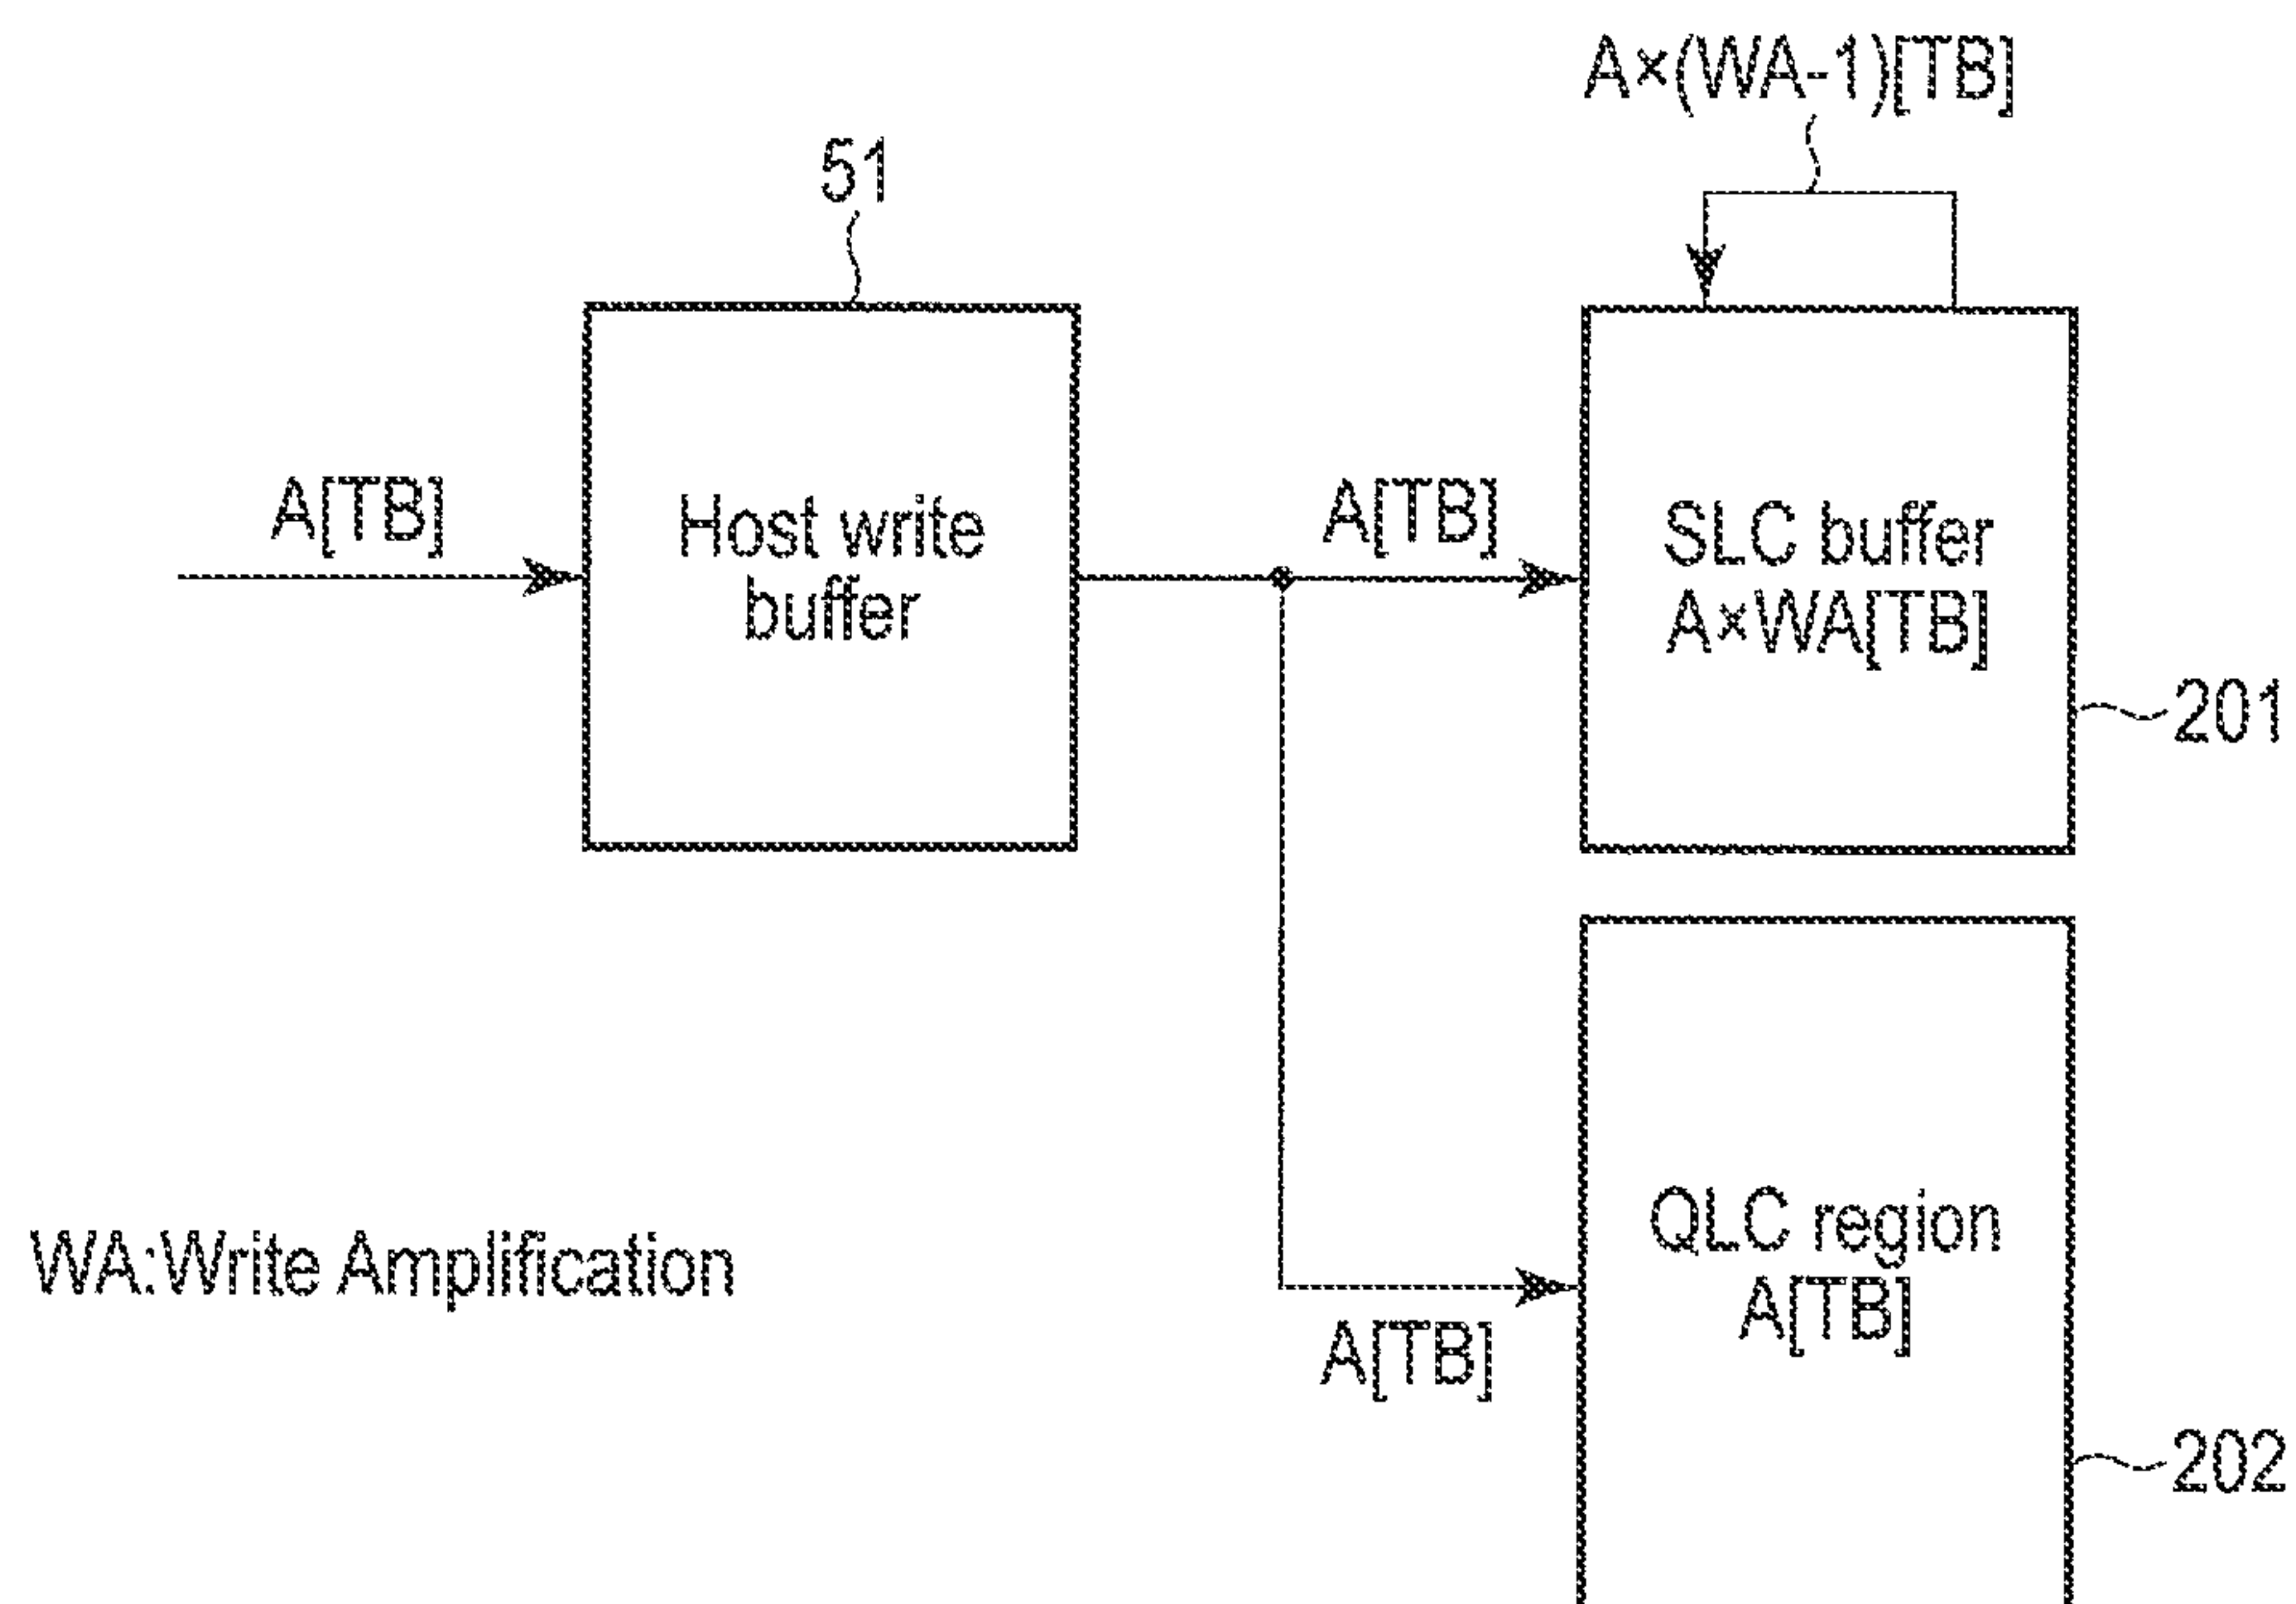 A×(WA-1)[TB]
51
A[TB]
Host write
buffer
A[TB]
SLC buffer
A×WA[TB]
201
QLC region
A[TB]
A[TB]
202
WA:Write Amplification